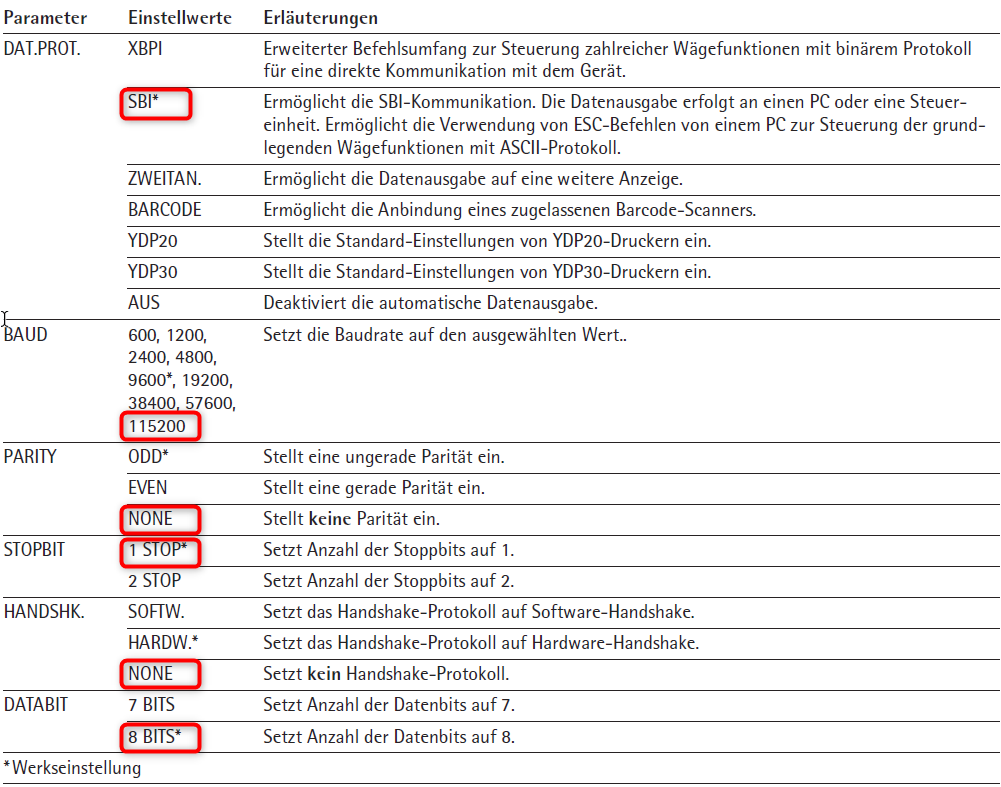 Parameter Einstellwerte Erläuterungen
DAT.PROT. XBPI Erweiterter Befehlsumfang zur Steuerung zahlreicher Wägefunktionen mit binärem Protokoll
für eine direkte Kommunikation mit dem Gerät.
SBI* Ermöglicht die SBI-Kommunikation. Die Datenausgabe erfolgt an einen PC oder eine Steuer-
einheit. Ermöglicht die Verwendung von ESC-Befehlen von einem PC zur Steuerung der grund-
legenden Wägefunktionen mit ASCII-Protokoll.
ZWEITAN. Ermöglicht die Datenausgabe auf eine weitere Anzeige.
BARCODE Ermöglicht die Anbindung eines zugelassenen Barcode-Scanners.
YDP20 Stellt die Standard-Einstellungen von YDP20-Druckern ein.
YDP30 Stellt die Standard-Einstellungen von YDP30-Druckern ein.
AUS Deaktiviert die automatische Datenausgabe.
BAUD 600, 1200, Setzt die Baudrate auf den ausgewählten Wert..
2400, 4800,
9600*, 19200,
38400, 57600,
115200
PARITY ODD* Stellt eine ungerade Parität ein.
EVEN Stellt eine gerade Parität ein.
NONE Stellt keine Parität ein.
STOPBIT 1 STOP* Setzt Anzahl der Stoppbits auf 1.
2 STOP Setzt Anzahl der Stoppbits auf 2.
HANDSHK. SOFTW. Setzt das Handshake-Protokoll auf Software-Handshake.
HARDW.* Setzt das Handshake-Protokoll auf Hardware-Handshake.
NONE Setzt kein Handshake-Protokoll.
DATABIT 7 BITS Setzt Anzahl der Datenbits auf 7.
8 BITS* Setzt Anzahl der Datenbits auf 8.
*Werkseinstellung